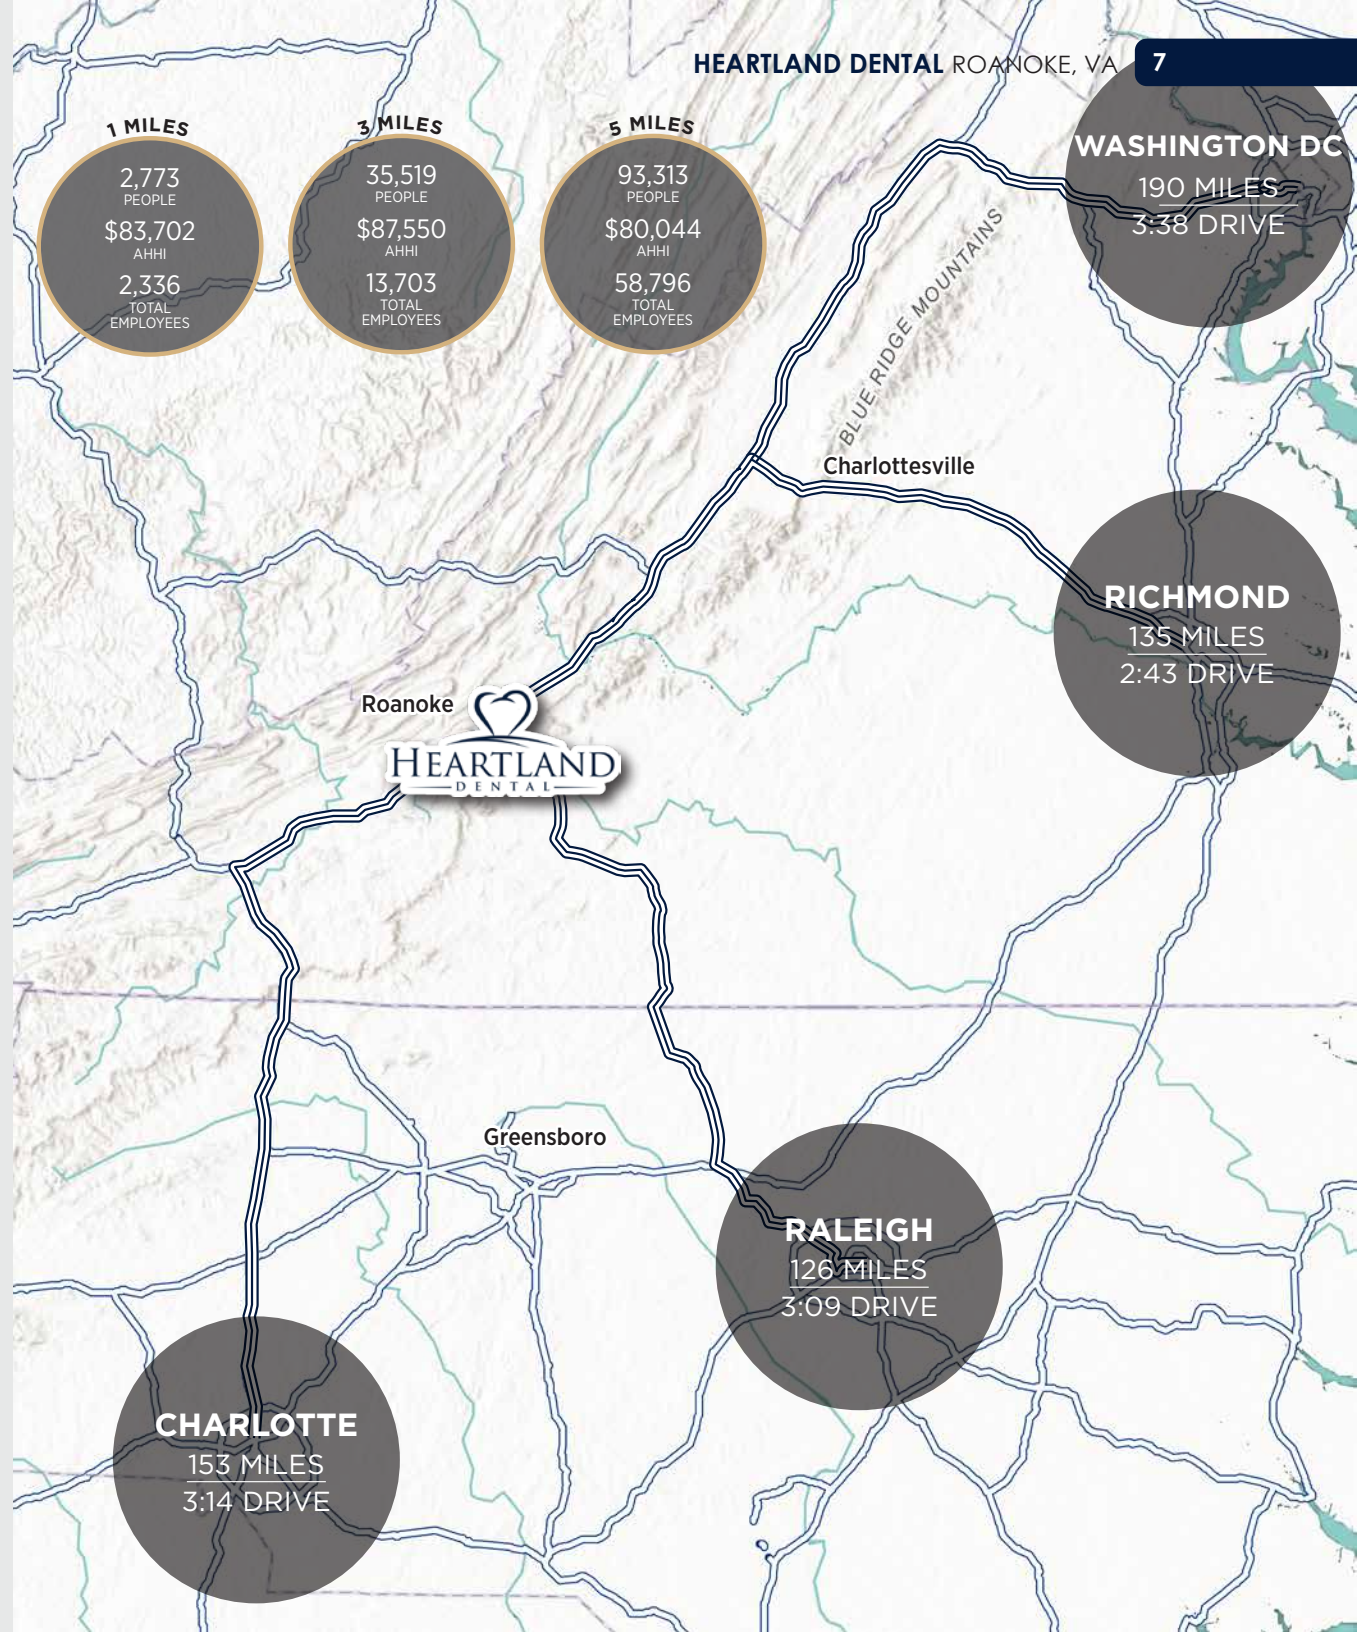 HEARTLAND DENTAL ROANOKE, VA
7
1 MILES
2,773
PEOPLE
$83,702
AHHI
2,336
TOTAL
EMPLOYEES
3 MILES
35,519
PEOPLE
$87,550
AHHI
13,703
TOTAL
EMPLOYEES
5 MILES
93,313
PEOPLE
$80,044
AHHI
58,796
TOTAL
EMPLOYEES
WASHINGTON DC
190 MILES
3:38 DRIVE
BLUE RIDGE MOUNTAINS
Charlottesville
RICHMOND
135 MILES
2:43 DRIVE
Roanoke
HEARTLAND
DENTAL
Greensboro
RALEIGH
126 MILES
3:09 DRIVE
CHARLOTTE
153 MILES
3:14 DRIVE